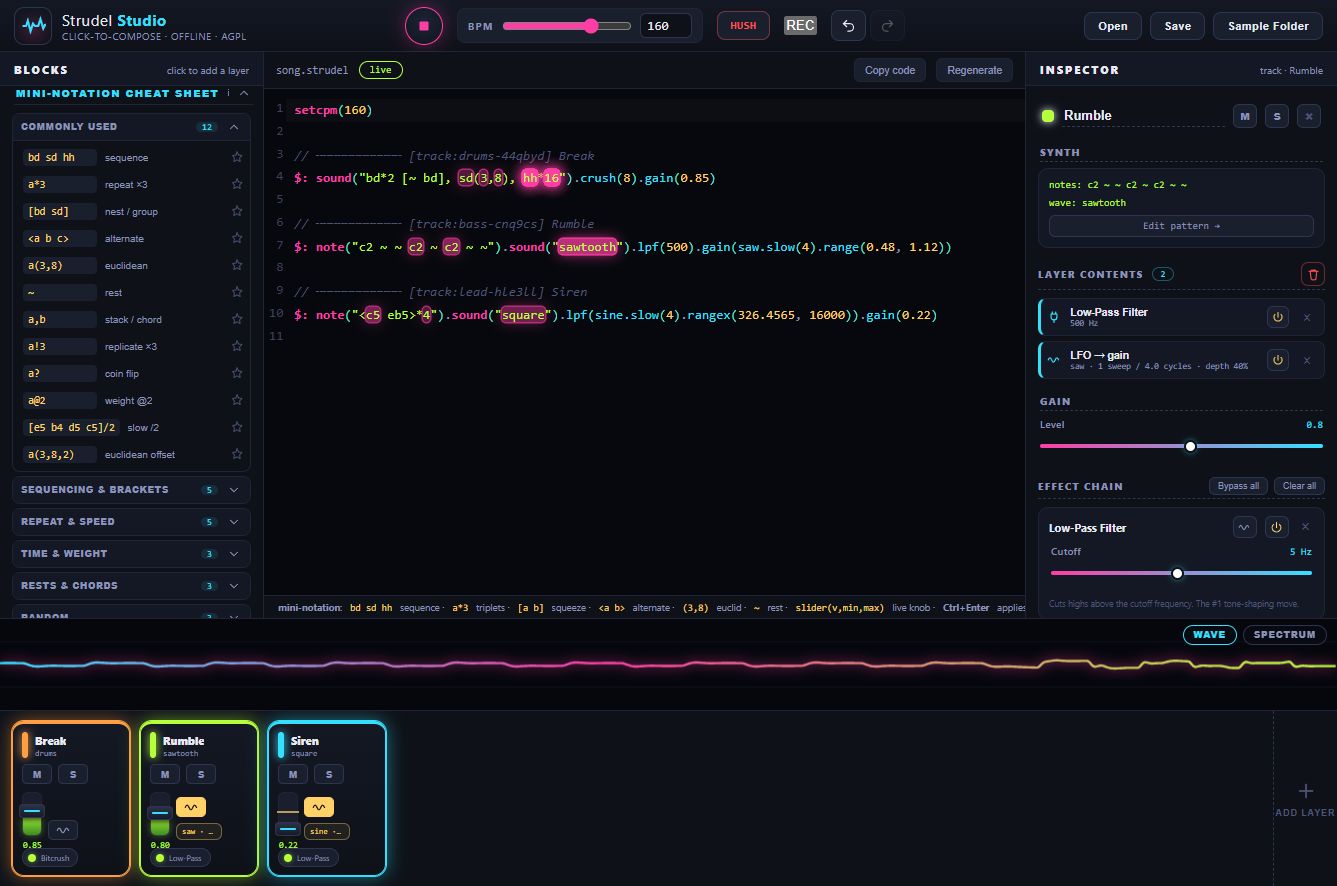 Strudel Studio
CLICK-TO-COMPOSE · OFFLINE · AGPL
BPM
160
HUSH
REC
Open
Save
Sample Folder
BLOCKS
click to add a layer
MINI-NOTATION CHEAT SHEET i
COMMONLY USED 12
bd sd hh sequence
a*3 repeat ×3
[bd sd] nest / group
<a b c> alternate
a(3,8) euclidean
~ rest
a,b stack / chord
a!3 replicate ×3
a? coin flip
a@2 weight @2
[e5 b4 d5 c5]/2 slow /2
a(3,8,2) euclidean offset
SEQUENCING & BRACKETS 5
REPEAT & SPEED 5
TIME & WEIGHT 3
RESTS & CHORDS 3
RANDOM
song.strudel
live
Copy code
Regenerate
1 setcpm(160)
2
3 // ------------- [track:drums-44qbyd] Break
4 $: sound("bd*2 [~ bd], sd(3,8), hh*16").crush(8).gain(0.85)
5
6 // ------------- [track:bass-cnq9cs] Rumble
7 $: note("c2 ~ ~ c2 ~ c2 ~ ~").sound("sawtooth").lpf(500).gain(saw.slow(4).range(0.48, 1.12))
8
9 // ------------- [track:lead-hle3ll] Siren
10 $: note("<c5 eb5>*4").sound("square").lpf(sine.slow(4).rangex(326.4565, 16000)).gain(0.22)
11
mini-notation: bd sd hh sequence · a*3 triplets · [a b] squeeze · <a b> alternate · (3,8) euclid · ~ rest · slider(v,min,max) live knob · Ctrl+Enter applies
INSPECTOR
track · Rumble
Rumble
M
S
×
SYNTH
notes: c2 ~ ~ c2 ~ c2 ~ ~
wave: sawtooth
Edit pattern →
LAYER CONTENTS 2
Low-Pass Filter
500 Hz
×
LFO → gain
saw · 1 sweep / 4.0 cycles · depth 40%
×
GAIN
Level 0.8
EFFECT CHAIN
Bypass all
Clear all
Low-Pass Filter
×
Cutoff 5 Hz
Cuts highs above the cutoff frequency. The #1 tone-shaping move.
WAVE
SPECTRUM
Break
drums
M S
0.85
Bitcrush
Rumble
sawtooth
M S
saw · …
0.80
Low-Pass
Siren
square
M S
sine ·…
0.22
Low-Pass
+
ADD LAYER